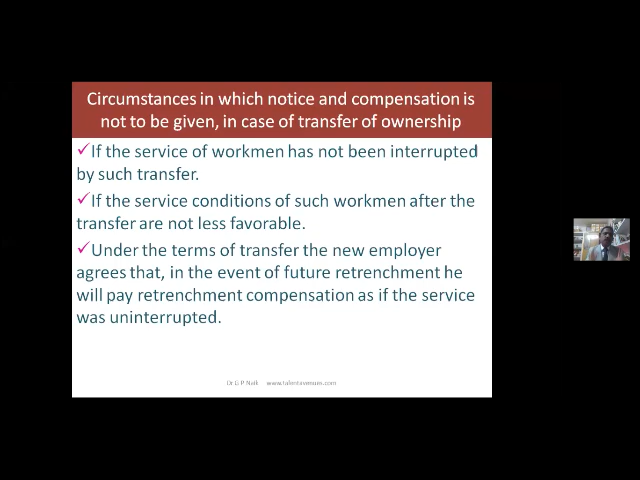 Circumstances in which notice and compensation is
not to be given, in case of transfer of ownership
✓If the service of workmen has not been interrupted
by such transfer.
✓If the service conditions of such workmen after the
transfer are not less favorable.
✓Under the terms of transfer the new employer
agrees that, in the event of future retrenchment he
will pay retrenchment compensation as if the service
was uninterrupted.
Dr G P Naik